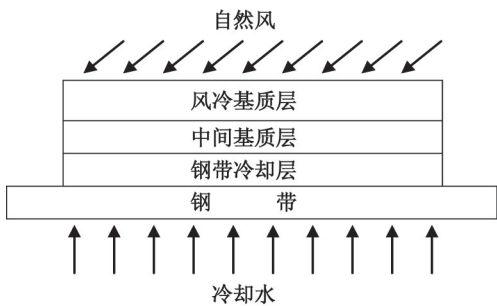 自然风
风冷基质层
中间基质层
钢带冷却层
钢 带
冷却水